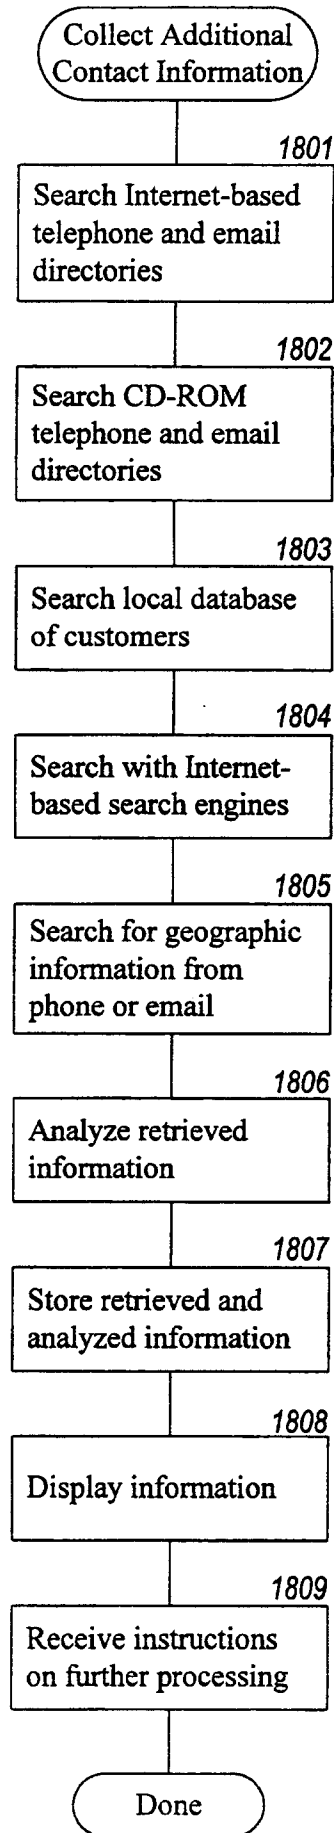 Collect Additional
Contact Information
1801
Search Internet-based
telephone and email
directories
1802
Search CD-ROM
telephone and email
directories
1803
Search local database
of customers
1804
Search with Internet-
based search engines
1805
Search for geographic
information from
phone or email
1806
Analyze retrieved
information
1807
Store retrieved and
analyzed information
1808
Display information
1809
Receive instructions
on further processing
Done